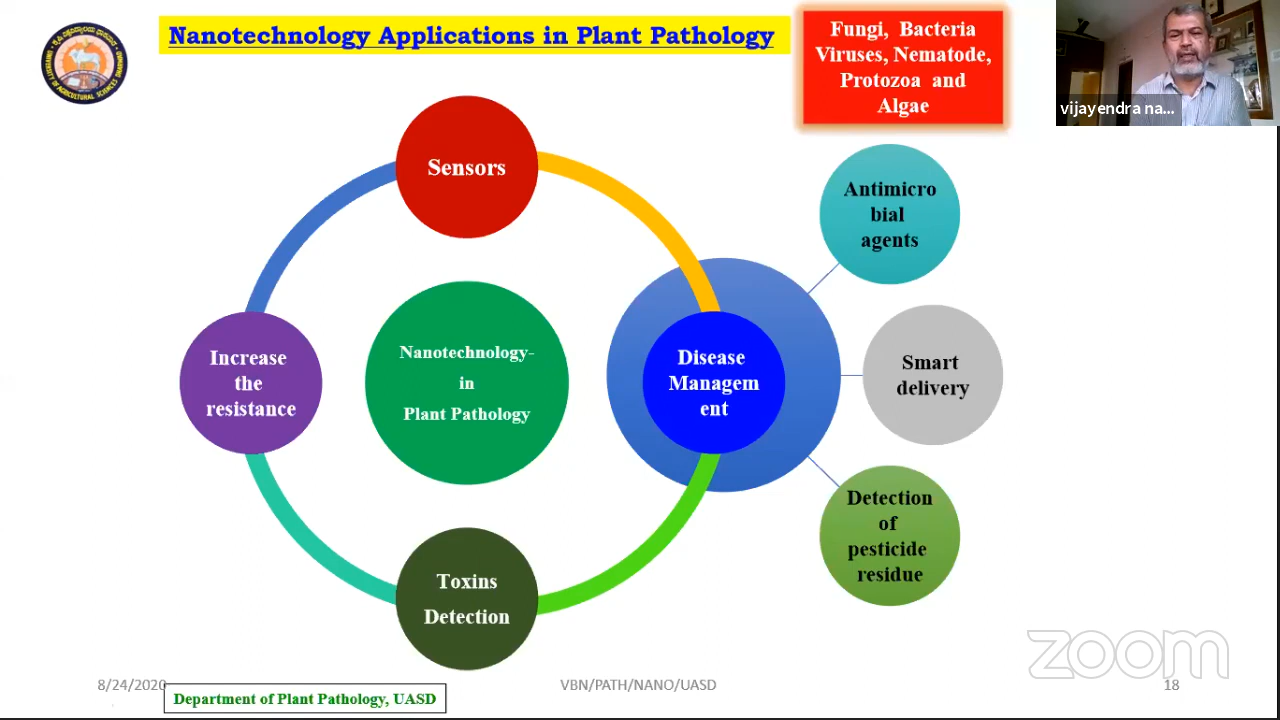 Nanotechnology Applications in Plant Pathology
Fungi, Bacteria
Viruses, Nematode,
Protozoa and
Algae
vijayendra na...
Sensors
Antimicro
bial
agents
Increase
the
resistance
Nanotechnology-
in
Plant Pathology
Disease
Managem
ent
Smart
delivery
Detection
of
pesticide
residue
Toxins
Detection
zoom
8/24/2020
VBN/PATH/NANO/UASD
18
Department of Plant Pathology, UASD